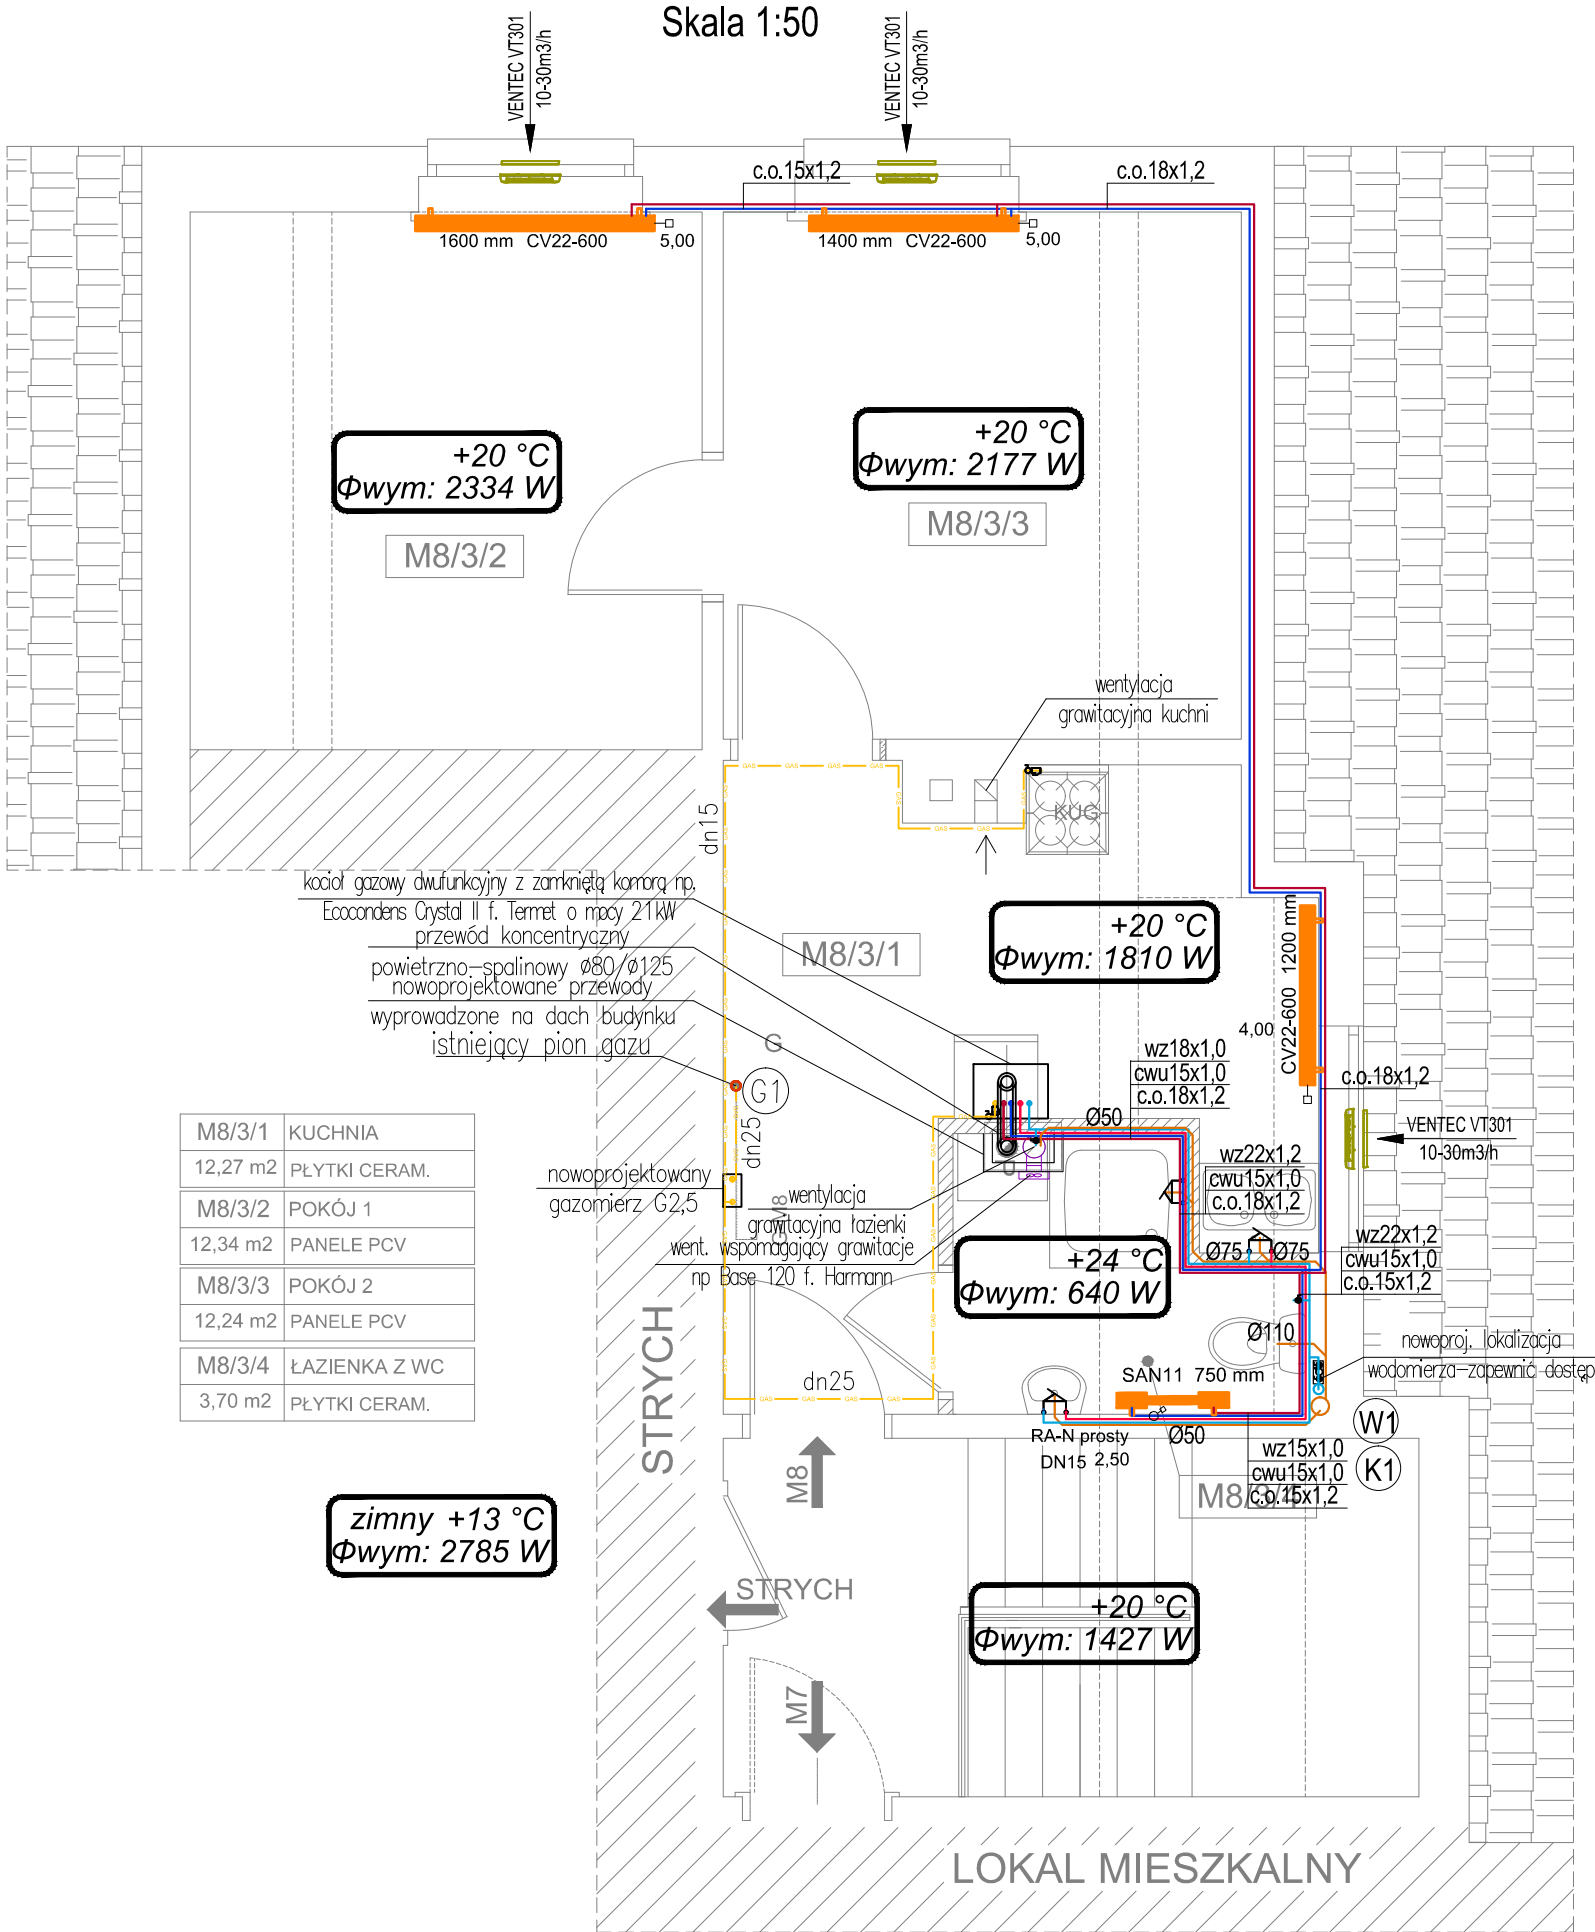 Skala 1:50
VENTEC VT301
10-30m3/h
VENTEC VT301
10-30m3/h
c.o.15x1,2
c.o.18x1,2
1600 mm CV22-600
5,00
1400 mm CV22-600
5,00
+20 °C
Φwym: 2334 W
M8/3/2
+20 °C
Φwym: 2177 W
M8/3/3
wentylacja
grawitacyjna kuchni
KUG
dn15
kocioł gazowy dwufunkcyjny z zamkniętą komorą np.
Ecocondens Crystal II f. Termet o mocy 21kW
przewód koncentryczny
powietrzno-spalinowy ø80/ø125
nowoprojektowane przewody
wyprowadzone na dach budynku
istniejący pion gazu
M8/3/1
+20 °C
Φwym: 1810 W
CV22-600 1200 mm
4,00
G
G1
dn25
wz18x1,0
cwu15x1,0
c.o.18x1,2
c.o.18x1,2
Ø50
VENTEC VT301
10-30m3/h
M8/3/1 KUCHNIA
12,27 m2 PŁYTKI CERAM.
M8/3/2 POKÓJ 1
12,34 m2 PANELE PCV
M8/3/3 POKÓJ 2
12,24 m2 PANELE PCV
M8/3/4 ŁAZIENKA Z WC
3,70 m2 PŁYTKI CERAM.
nowoprojektowany
gazomierz G2,5
wentylacja
grawitacyjna łazienki
went. wspomagający grawitacje
np Base 120 f. Harmann
wz22x1,2
cwu15x1,0
c.o.18x1,2
Ø75
Ø75
wz22x1,2
cwu15x1,0
c.o.15x1,2
+24 °C
Φwym: 640 W
Ø110
nowoproj. lokalizacja
wodomierza-zapewnić dostęp
SAN11 750 mm
dn25
STRYCH
RA-N prosty
DN15 2,50
Ø50
W1
K1
wz15x1,0
cwu15x1,0
c.o.15x1,2
M8
zimny +13 °C
Φwym: 2785 W
STRYCH
+20 °C
Φwym: 1427 W
M7
LOKAL MIESZKALNY